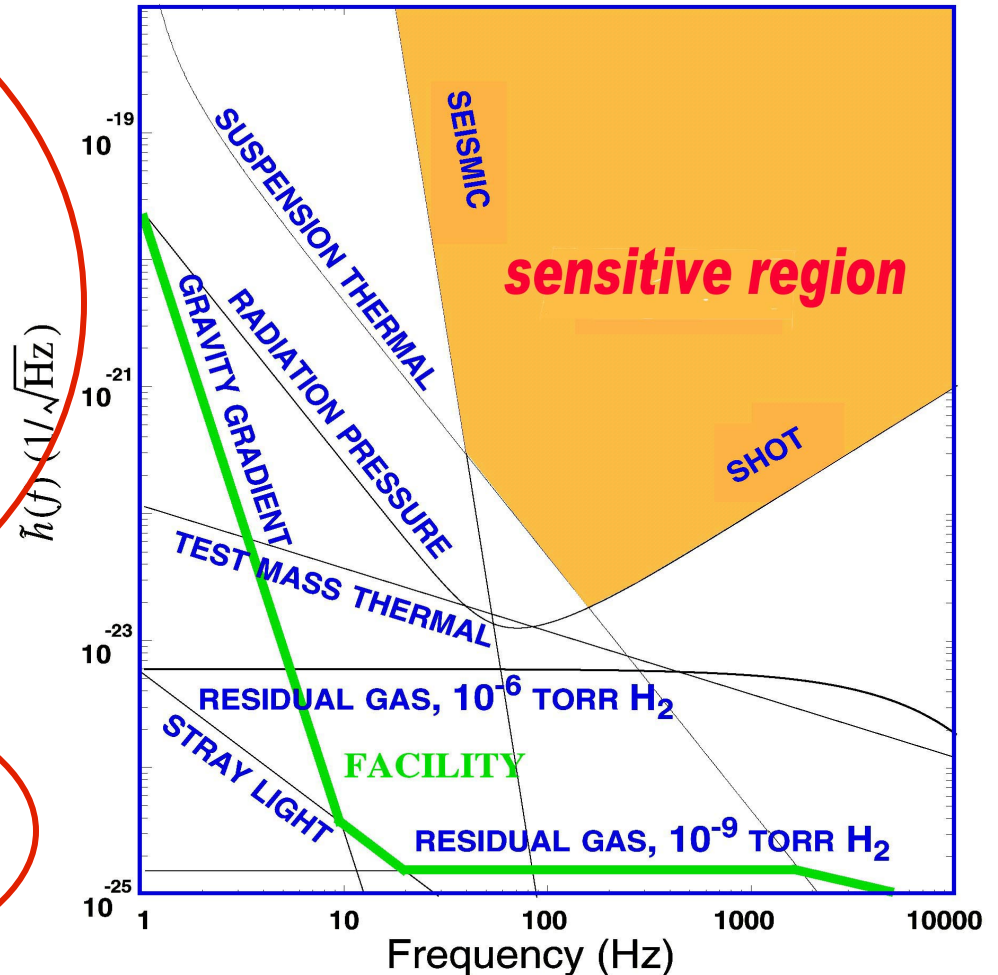 10^-19
SEISMIC
SUSPENSION THERMAL
sensitive region
GRAVITY GRADIENT
RADIATION PRESSURE
h̃(f) (1/√Hz)
10^-21
SHOT
TEST MASS THERMAL
10^-23
RESIDUAL GAS, 10^-6 TORR H_2
STRAY LIGHT
FACILITY
RESIDUAL GAS, 10^-9 TORR H_2
10^-25
1 10 100 1000 10000
Frequency (Hz)